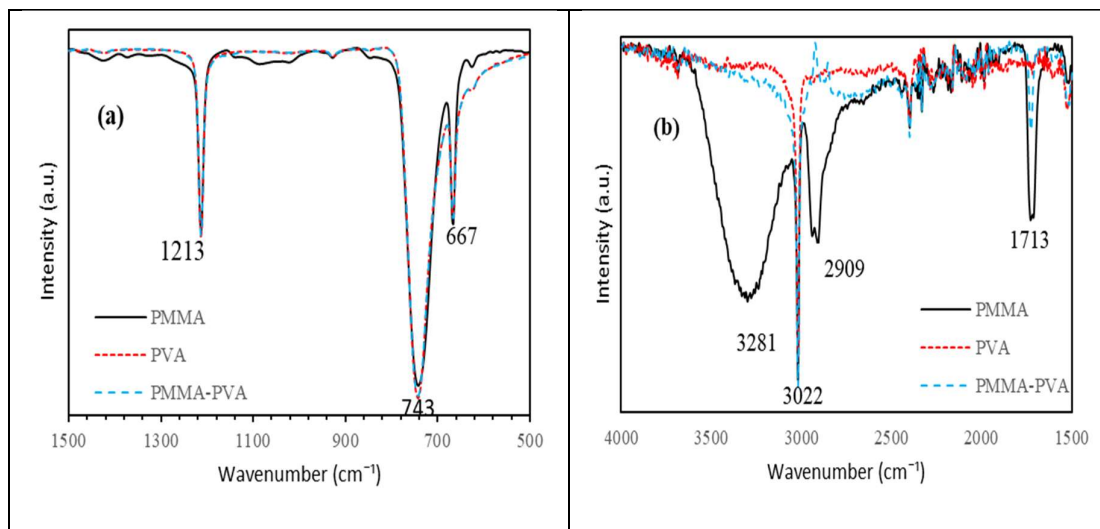 (a)
1213
743
667
PMMA
PVA
PMMA-PVA
Intensity (a.u.)
1500 1300 1100 900 700 500
Wavenumber (cm⁻¹)
(b)
3281
3022
2909
1713
PMMA
PVA
PMMA-PVA
Intensity (a.u.)
4000 3500 3000 2500 2000 1500
Wavenumber (cm⁻¹)